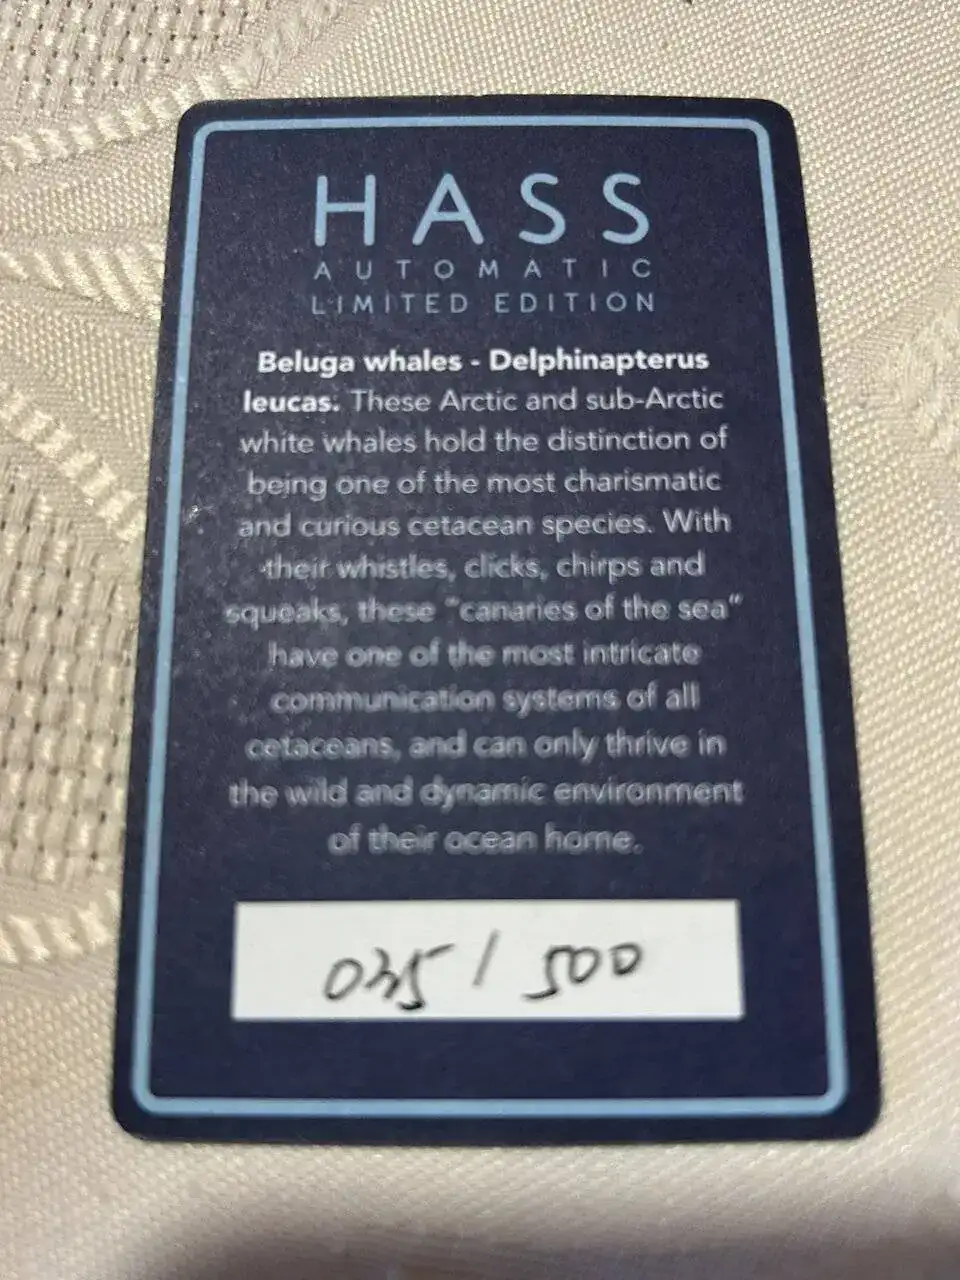 HASS
AUTOMATIC
LIMITED EDITION
Beluga whales - Delphinapterus
leucas. These Arctic and sub-Arctic
white whales hold the distinction of
being one of the most charismatic
and curious cetacean species. With
their whistles, clicks, chirps and
squeaks, these "canaries of the sea"
have one of the most intricate
communication systems of all
cetaceans, and can only thrive in
the wild and dynamic environment
of their ocean home.
035 / 500